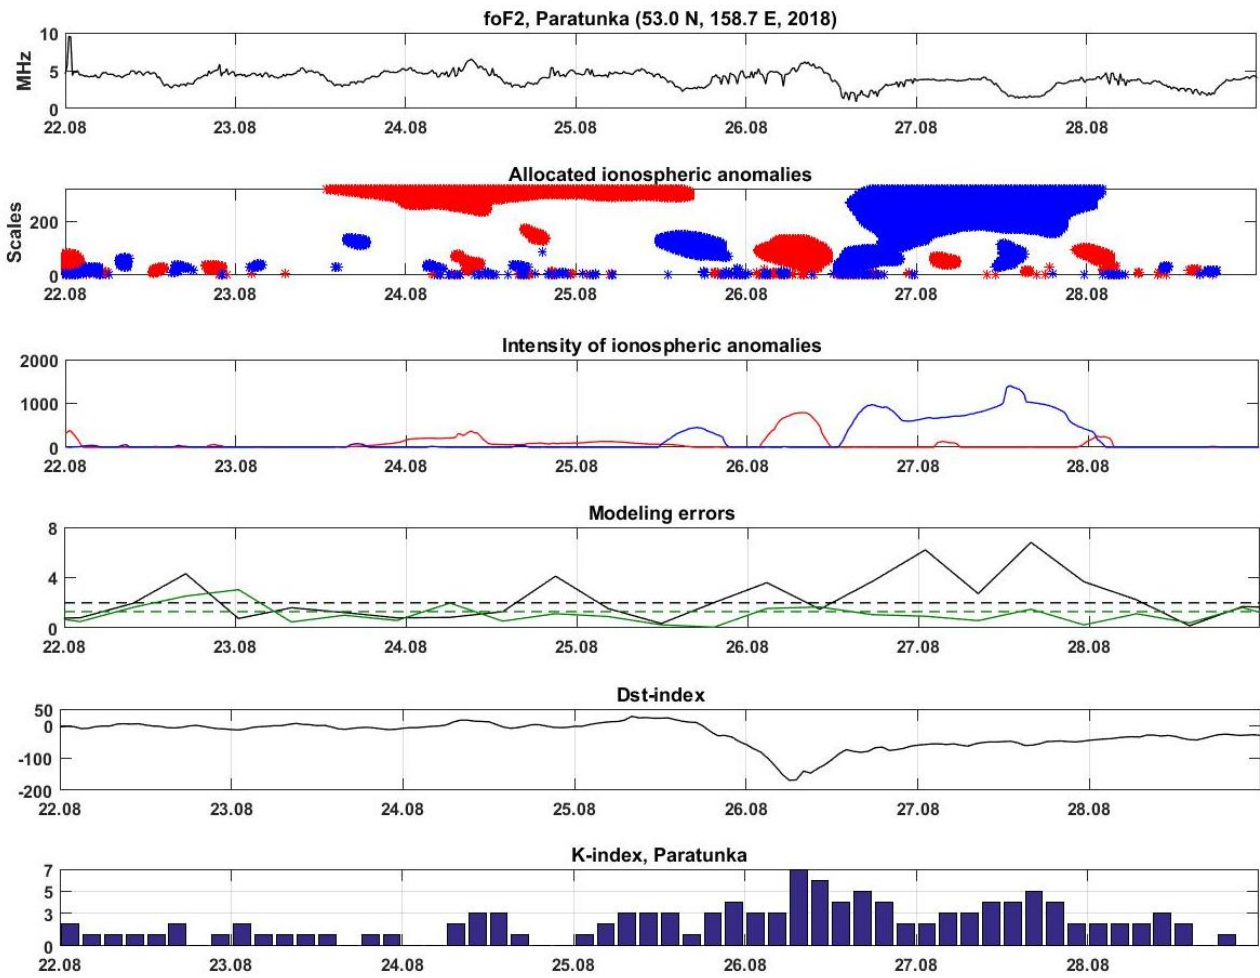 foF2, Paratunka (53.0 N, 158.7 E, 2018)
10
MHz
5
0
22.08 23.08 24.08 25.08 26.08 27.08 28.08
Allocated ionospheric anomalies
Scales
200
0
22.08 23.08 24.08 25.08 26.08 27.08 28.08
Intensity of ionospheric anomalies
2000
1000
0
22.08 23.08 24.08 25.08 26.08 27.08 28.08
Modeling errors
8
4
0
22.08 23.08 24.08 25.08 26.08 27.08 28.08
Dst-index
50
0
-100
-200
22.08 23.08 24.08 25.08 26.08 27.08 28.08
K-index, Paratunka
7
5
3
0
22.08 23.08 24.08 25.08 26.08 27.08 28.08